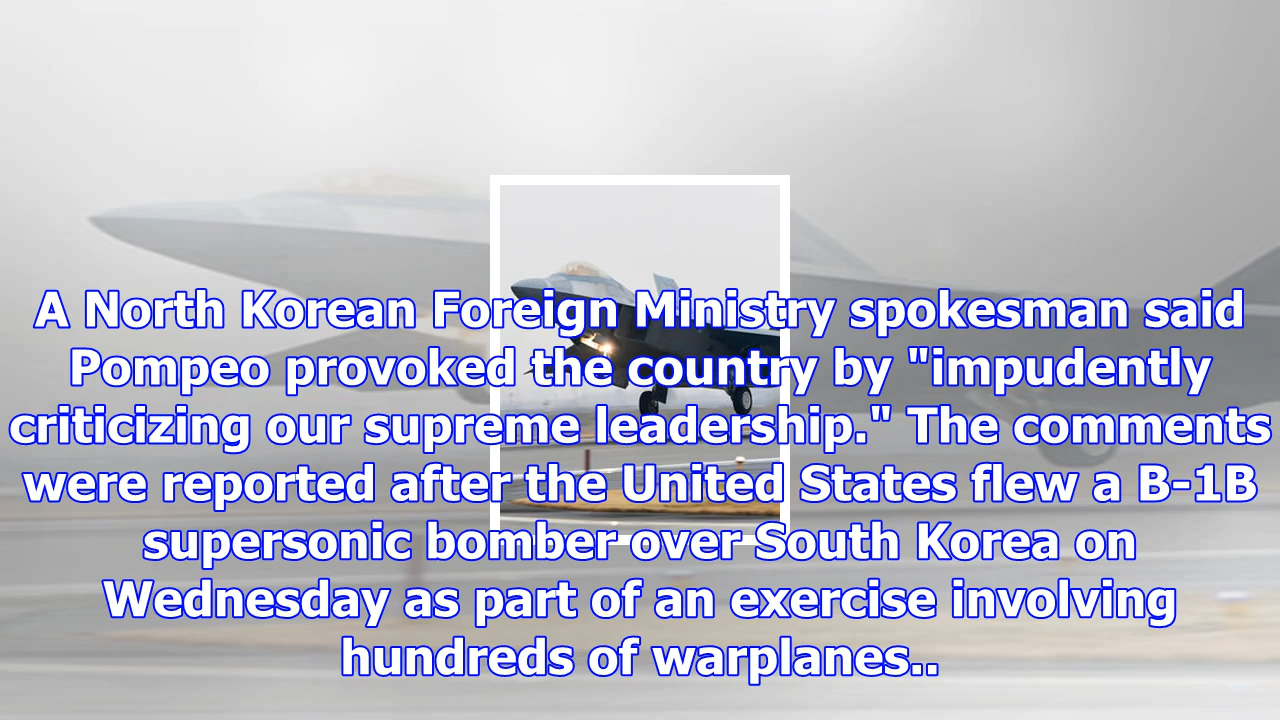 A North Korean Foreign Ministry spokesman said
Pompeo provoked the country by "impudently
criticizing our supreme leadership." The comments
were reported after the United States flew a B-1B
supersonic bomber over South Korea on
Wednesday as part of an exercise involving
hundreds of warplanes..